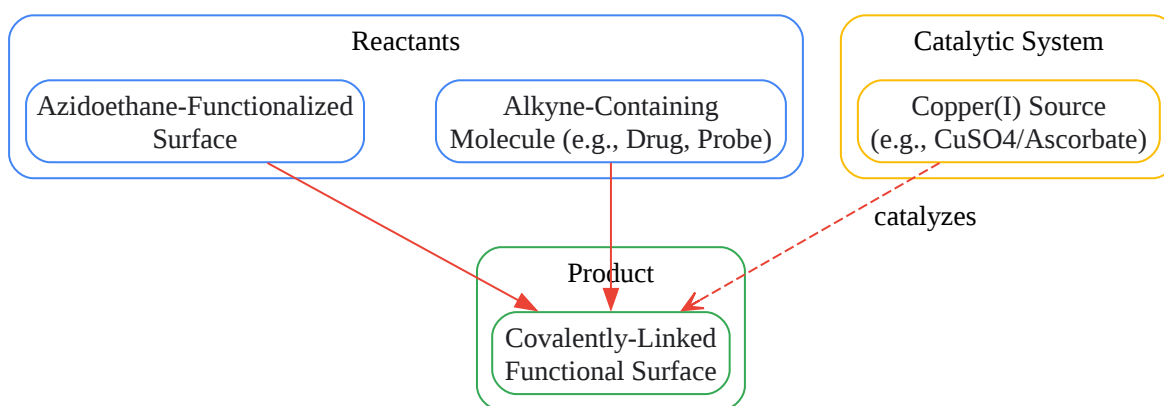 Reactants
Catalytic System
Azidoethane-Functionalized
Surface
Alkyne-Containing
Molecule (e.g., Drug, Probe)
Copper(I) Source
(e.g., CuSO4/Ascorbate)
catalyzes
Product
Covalently-Linked
Functional Surface